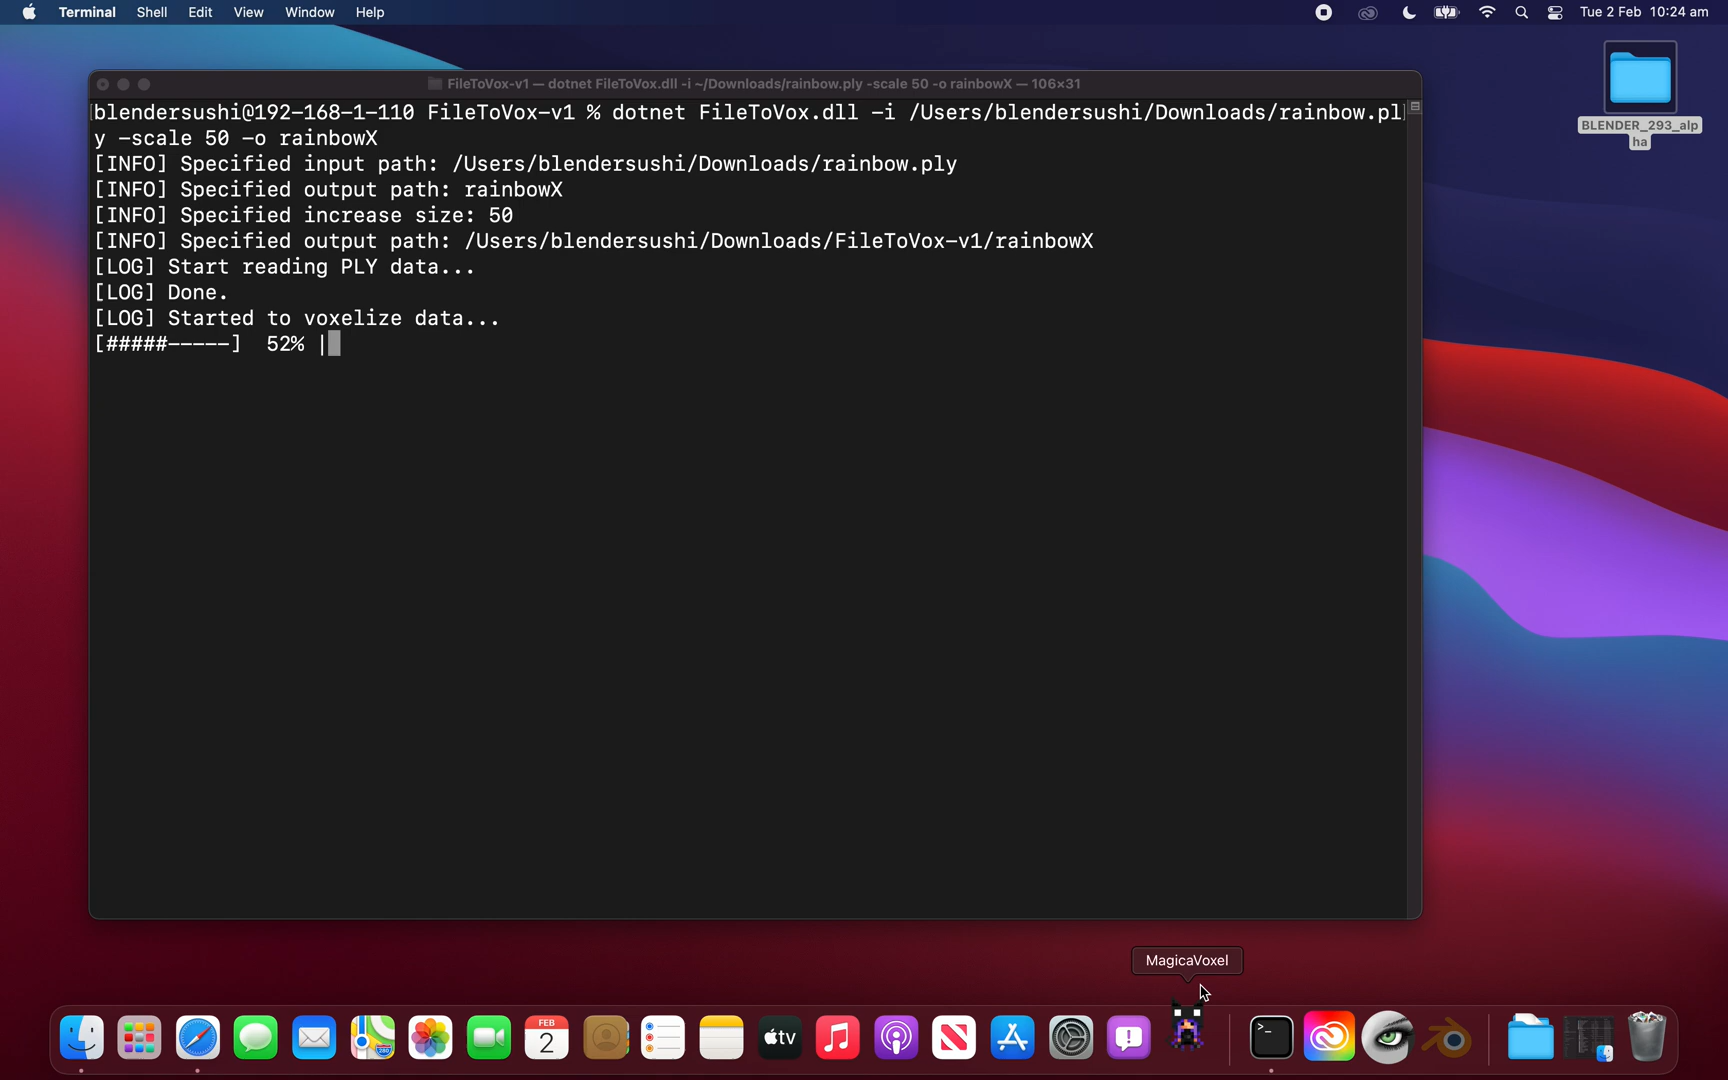 Terminal Shell Edit View Window Help
Tue 2 Feb 10:24 am
FileToVox-v1 — dotnet FileToVox.dll -i ~/Downloads/rainbow.ply -scale 50 -o rainbowX — 106×31
blendersushi@192-168-1-110 FileToVox-v1 % dotnet FileToVox.dll -i /Users/blendersushi/Downloads/rainbow.pl
y -scale 50 -o rainbowX
[INFO] Specified input path: /Users/blendersushi/Downloads/rainbow.ply
[INFO] Specified output path: rainbowX
[INFO] Specified increase size: 50
[INFO] Specified output path: /Users/blendersushi/Downloads/FileToVox-v1/rainbowX
[LOG] Start reading PLY data...
[LOG] Done.
[LOG] Started to voxelize data...
[#####-----]  52% |
BLENDER_293_alp
ha
MagicaVoxel
FEB
2
tv
>_